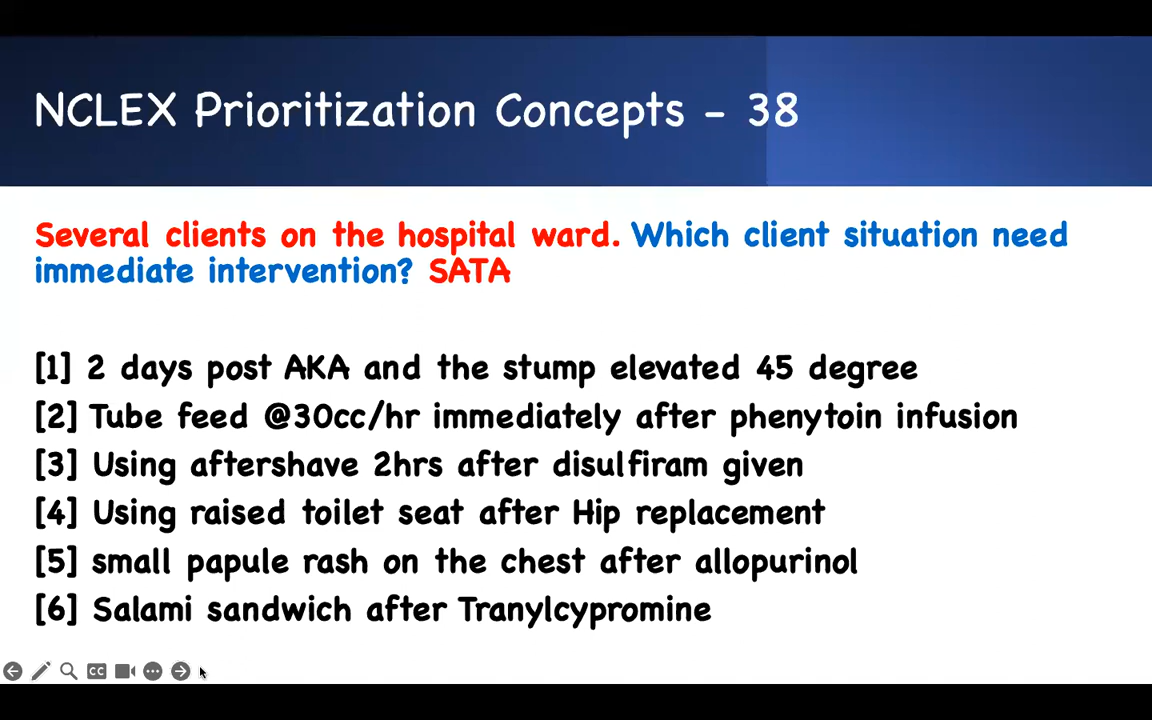 NCLEX Prioritization Concepts - 38
Several clients on the hospital ward. Which client situation need
immediate intervention? SATA
[1] 2 days post AKA and the stump elevated 45 degree
[2] Tube feed @30cc/hr immediately after phenytoin infusion
[3] Using aftershave 2hrs after disulfiram given
[4] Using raised toilet seat after Hip replacement
[5] small papule rash on the chest after allopurinol
[6] Salami sandwich after Tranylcypromine
CC